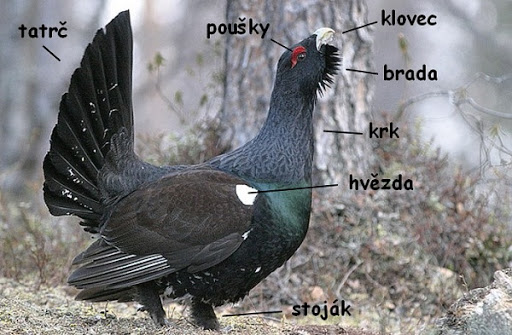 tatrč
poušky
klovec
brada
krk
hvězda
stoják